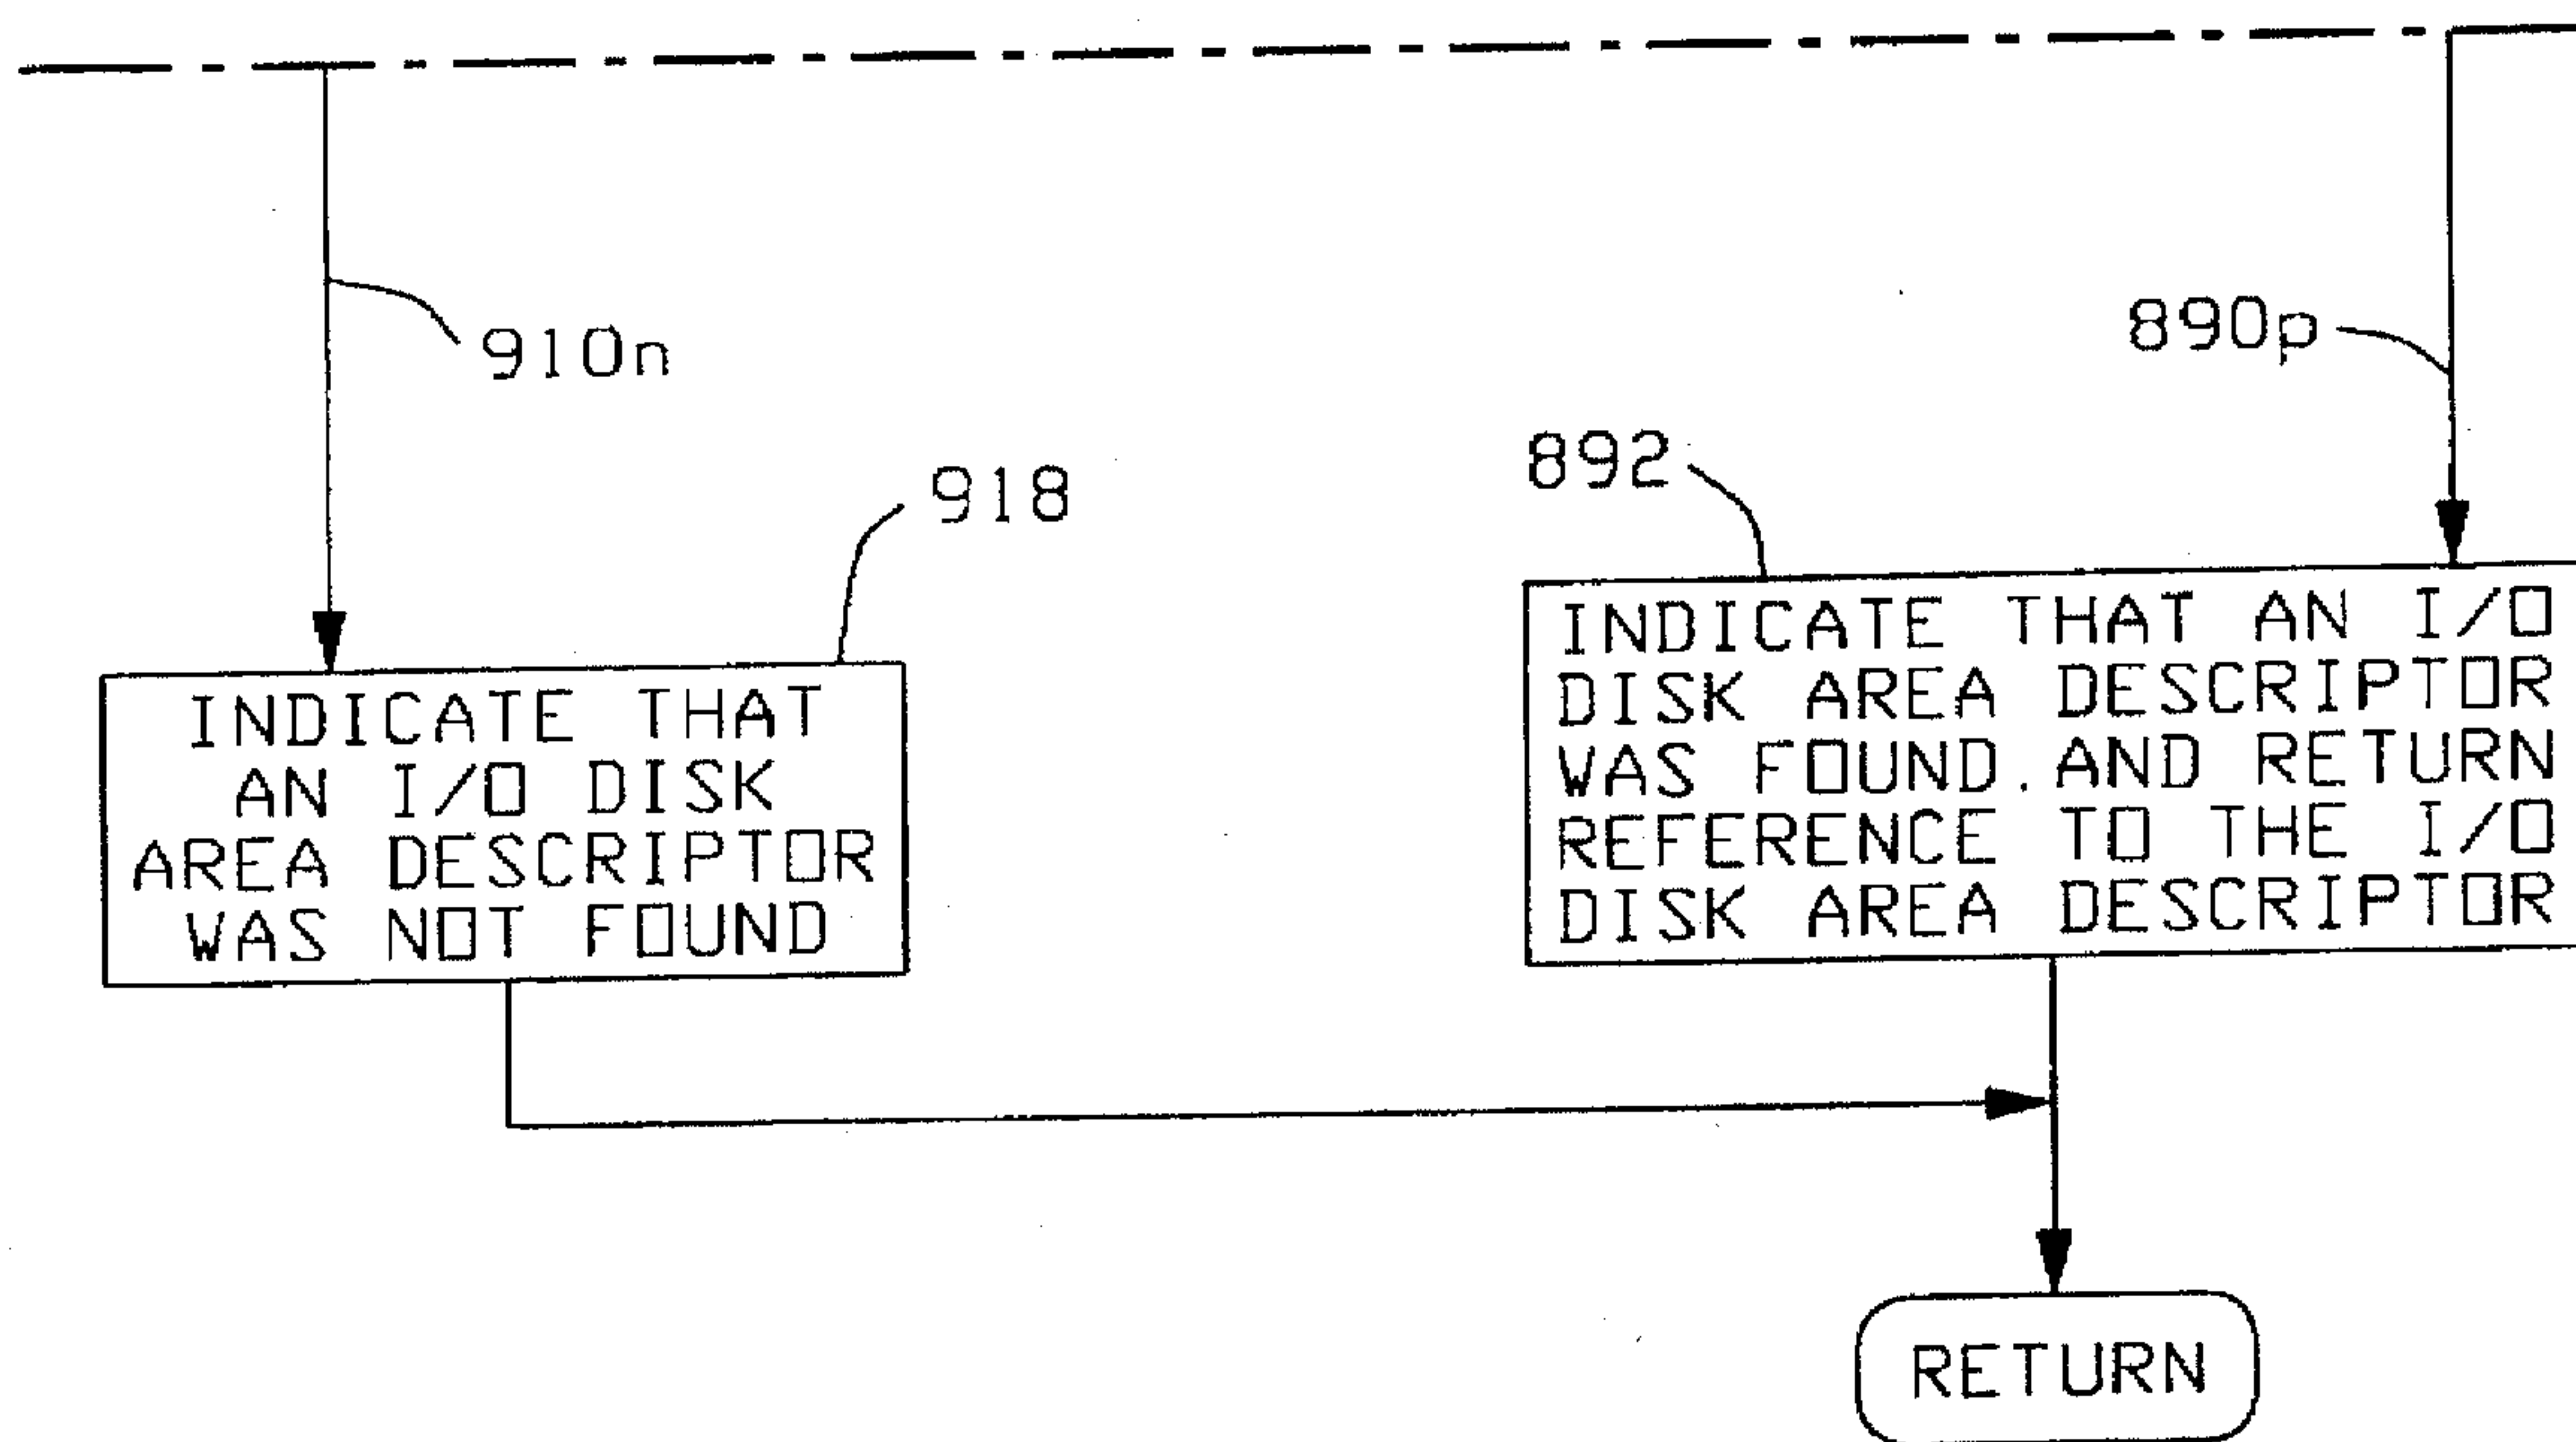 910n
890p
918
892
INDICATE THAT
AN I/O DISK
AREA DESCRIPTOR
WAS NOT FOUND
INDICATE THAT AN I/O
DISK AREA DESCRIPTOR
WAS FOUND.AND RETURN
REFERENCE TO THE I/O
DISK AREA DESCRIPTOR
RETURN